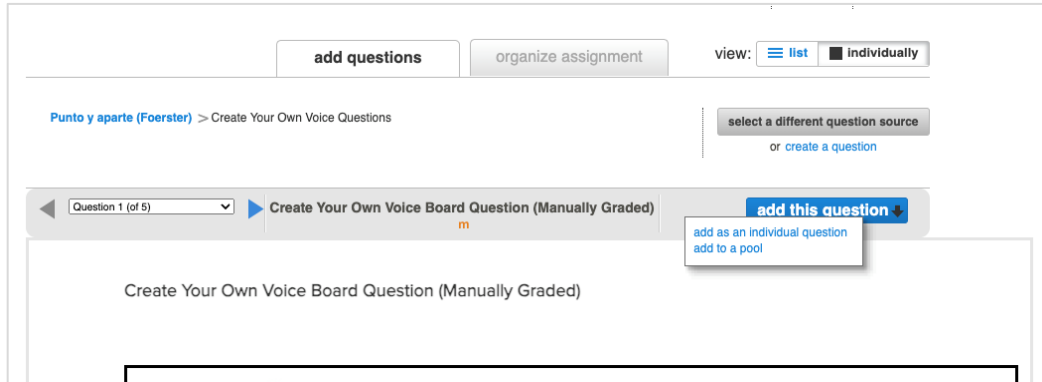 add questions
organize assignment
view: list individually
Punto y aparte (Foerster) > Create Your Own Voice Questions
select a different question source
or create a question
Question 1 (of 5)
Create Your Own Voice Board Question (Manually Graded)
m
add this question
add as an individual question
add to a pool
Create Your Own Voice Board Question (Manually Graded)